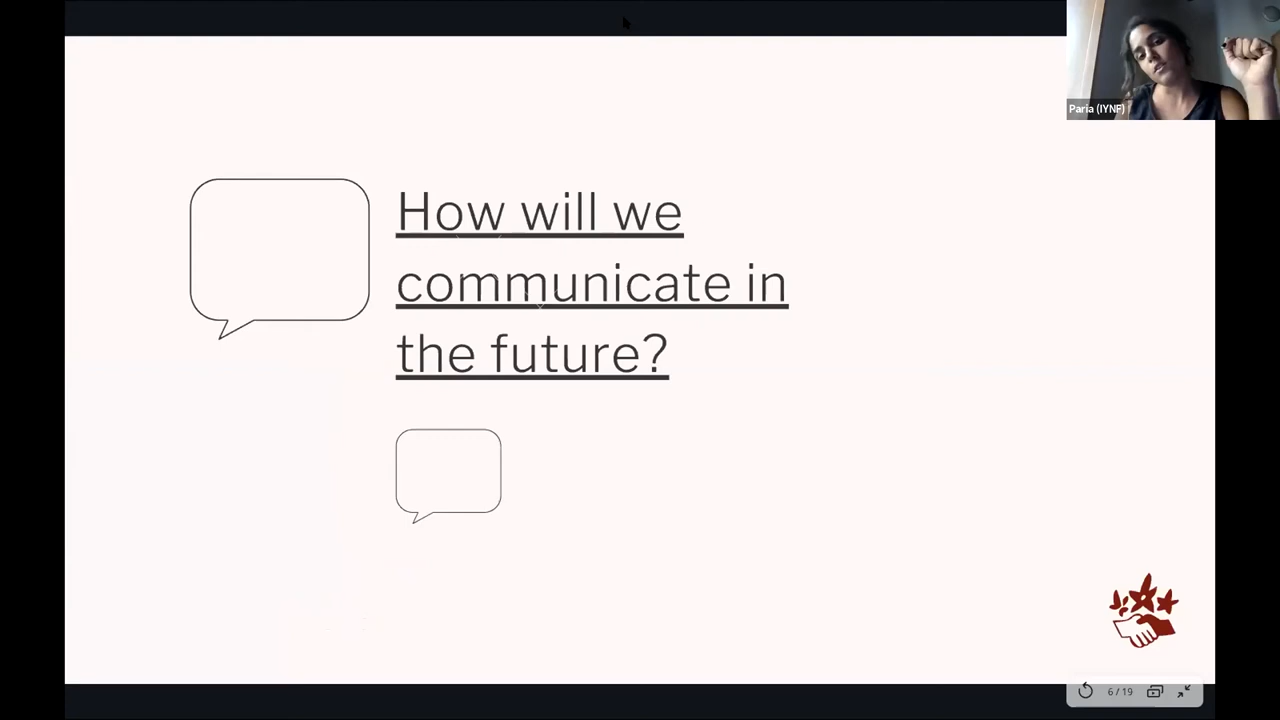 Paria (IYNF)
How will we
communicate in
the future?
6 / 19